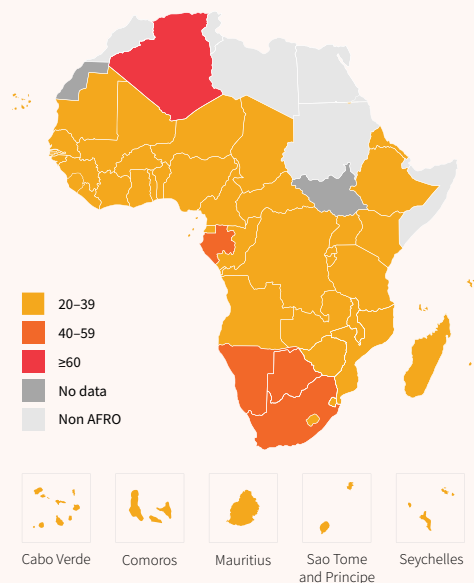 20–39
40–59
≥60
No data
Non AFRO
Cabo Verde
Comoros
Mauritius
Sao Tome
and Principe
Seychelles